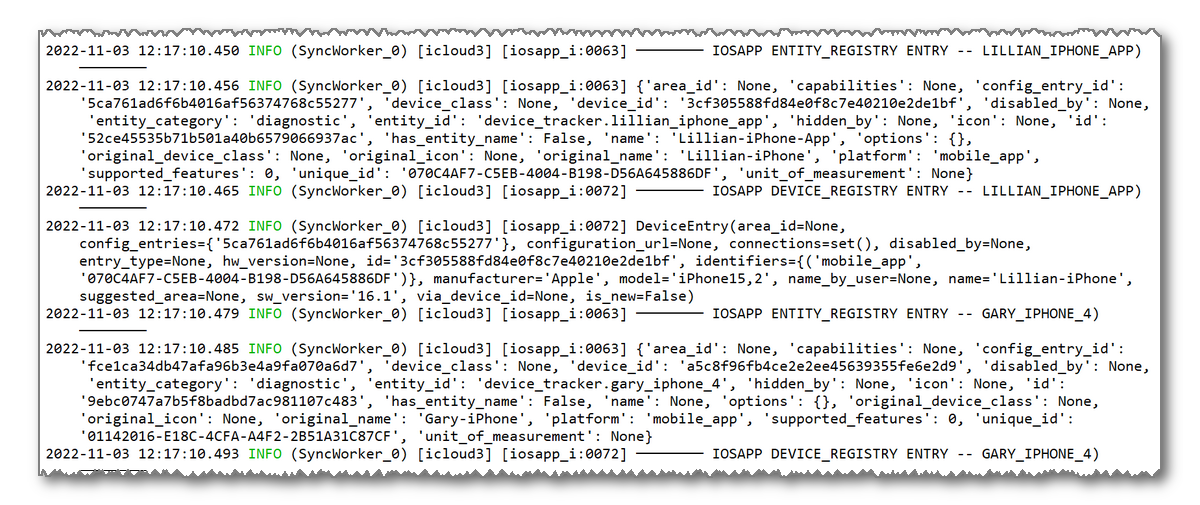 2022-11-03 12:17:10.450 INFO (SyncWorker_0) [icloud3] [iosapp_i:0063] ──────── IOSAPP ENTITY_REGISTRY ENTRY -- LILLIAN_IPHONE_APP)
────────
2022-11-03 12:17:10.456 INFO (SyncWorker_0) [icloud3] [iosapp_i:0063] {'area_id': None, 'capabilities': None, 'config_entry_id':
'5ca761ad6f6b4016af56374768c55277', 'device_class': None, 'device_id': '3cf305588fd84e0f8c7e40210e2de1bf', 'disabled_by': None,
'entity_category': 'diagnostic', 'entity_id': 'device_tracker.lillian_iphone_app', 'hidden_by': None, 'icon': None, 'id':
'52ce45535b71b501a40b6579066937ac', 'has_entity_name': False, 'name': 'Lillian-iPhone-App', 'options': {},
'original_device_class': None, 'original_icon': None, 'original_name': 'Lillian-iPhone', 'platform': 'mobile_app',
'supported_features': 0, 'unique_id': '070C4AF7-C5EB-4004-B198-D56A645886DF', 'unit_of_measurement': None}
2022-11-03 12:17:10.465 INFO (SyncWorker_0) [icloud3] [iosapp_i:0072] ──────── IOSAPP DEVICE_REGISTRY ENTRY -- LILLIAN_IPHONE_APP)
────────
2022-11-03 12:17:10.472 INFO (SyncWorker_0) [icloud3] [iosapp_i:0072] DeviceEntry(area_id=None,
config_entries={'5ca761ad6f6b4016af56374768c55277'}, configuration_url=None, connections=set(), disabled_by=None,
entry_type=None, hw_version=None, id='3cf305588fd84e0f8c7e40210e2de1bf', identifiers={('mobile_app',
'070C4AF7-C5EB-4004-B198-D56A645886DF')}, manufacturer='Apple', model='iPhone15,2', name_by_user=None, name='Lillian-iPhone',
suggested_area=None, sw_version='16.1', via_device_id=None, is_new=False)
2022-11-03 12:17:10.479 INFO (SyncWorker_0) [icloud3] [iosapp_i:0063] ──────── IOSAPP ENTITY_REGISTRY ENTRY -- GARY_IPHONE_4)
────────
2022-11-03 12:17:10.485 INFO (SyncWorker_0) [icloud3] [iosapp_i:0063] {'area_id': None, 'capabilities': None, 'config_entry_id':
'fce1ca34db47afa96b3e4a9fa070a6d7', 'device_class': None, 'device_id': 'a5c8f96fb4ce2e2ee45639355fe6e2d9', 'disabled_by': None,
'entity_category': 'diagnostic', 'entity_id': 'device_tracker.gary_iphone_4', 'hidden_by': None, 'icon': None, 'id':
'9ebc0747a7b5f8badbd7ac981107c483', 'has_entity_name': False, 'name': None, 'options': {}, 'original_device_class': None,
'original_icon': None, 'original_name': 'Gary-iPhone', 'platform': 'mobile_app', 'supported_features': 0, 'unique_id':
'01142016-E18C-4CFA-A4F2-2B51A31C87CF', 'unit_of_measurement': None}
2022-11-03 12:17:10.493 INFO (SyncWorker_0) [icloud3] [iosapp_i:0072] ──────── IOSAPP DEVICE_REGISTRY ENTRY -- GARY_IPHONE_4)
────────